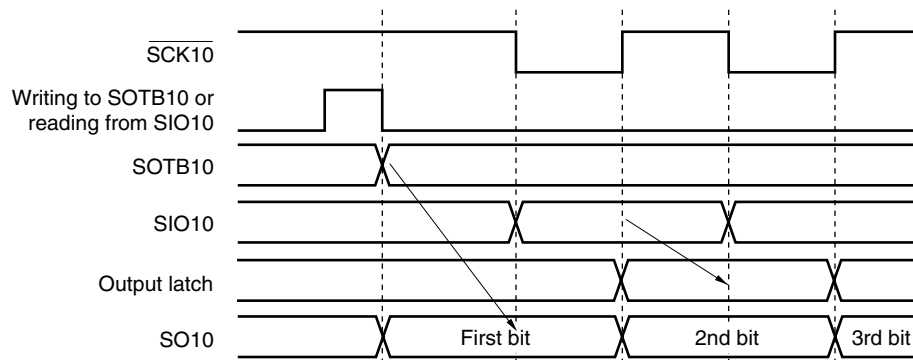 SCK10
Writing to SOTB10 or
reading from SIO10
SOTB10
SIO10
Output latch
SO10
First bit
2nd bit
3rd bit